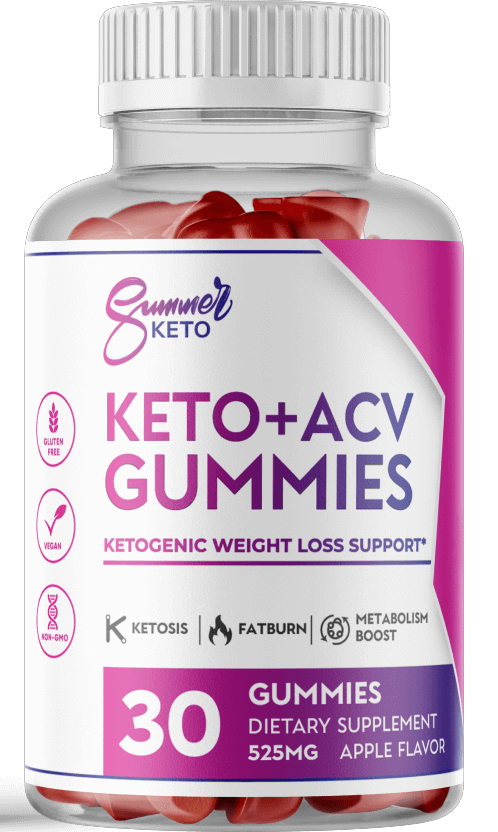 Summer
KETO
KETO+ACV
GUMMIES
KETOGENIC WEIGHT LOSS SUPPORT*
GLUTEN
FREE
VEGAN
NON-GMO
KETOSIS
FATBURN
METABOLISM
BOOST
30
GUMMIES
DIETARY SUPPLEMENT
525MG APPLE FLAVOR